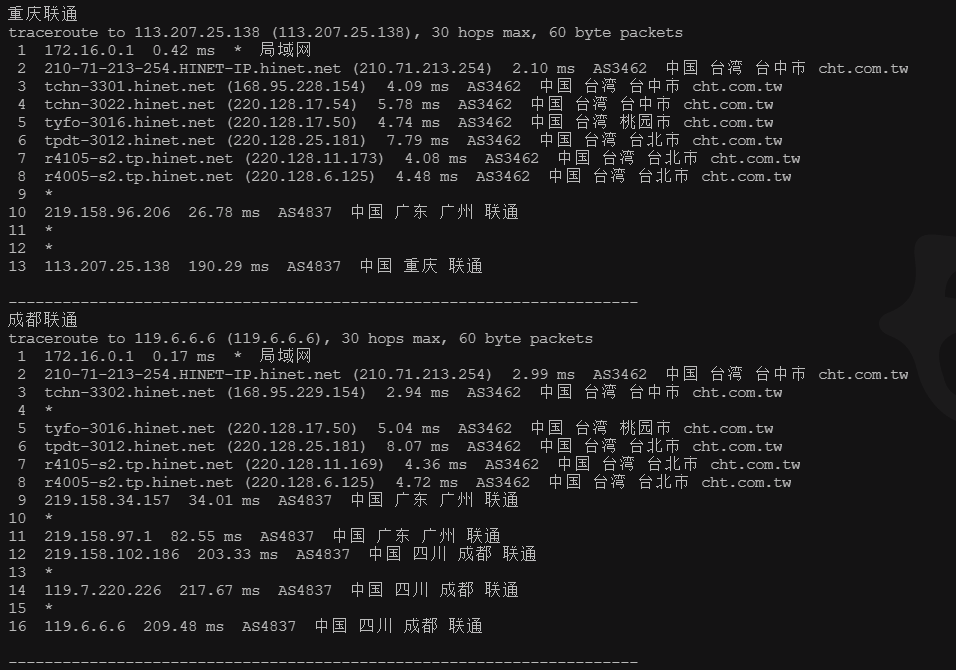 重庆联通
traceroute to 113.207.25.138 (113.207.25.138), 30 hops max, 60 byte packets
1 172.16.0.1 0.42 ms * 局域网
2 210-71-213-254.HINET-IP.hinet.net (210.71.213.254) 2.10 ms AS3462 中国 台湾 台中市 cht.com.tw
3 tchn-3301.hinet.net (168.95.228.154) 4.09 ms AS3462 中国 台湾 台中市 cht.com.tw
4 tchn-3022.hinet.net (220.128.17.54) 5.78 ms AS3462 中国 台湾 台中市 cht.com.tw
5 tyfo-3016.hinet.net (220.128.17.50) 4.74 ms AS3462 中国 台湾 桃园市 cht.com.tw
6 tpdt-3012.hinet.net (220.128.25.181) 7.79 ms AS3462 中国 台湾 台北市 cht.com.tw
7 r4105-s2.tp.hinet.net (220.128.11.173) 4.08 ms AS3462 中国 台湾 台北市 cht.com.tw
8 r4005-s2.tp.hinet.net (220.128.6.125) 4.48 ms AS3462 中国 台湾 台北市 cht.com.tw
9 *
10 219.158.96.206 26.78 ms AS4837 中国 广东 广州 联通
11 *
12 *
13 113.207.25.138 190.29 ms AS4837 中国 重庆 联通
----------------------------------------------------------------------
成都联通
traceroute to 119.6.6.6 (119.6.6.6), 30 hops max, 60 byte packets
1 172.16.0.1 0.17 ms * 局域网
2 210-71-213-254.HINET-IP.hinet.net (210.71.213.254) 2.99 ms AS3462 中国 台湾 台中市 cht.com.tw
3 tchn-3302.hinet.net (168.95.229.154) 2.94 ms AS3462 中国 台湾 台中市 cht.com.tw
4 *
5 tyfo-3016.hinet.net (220.128.17.50) 5.04 ms AS3462 中国 台湾 桃园市 cht.com.tw
6 tpdt-3012.hinet.net (220.128.25.181) 8.07 ms AS3462 中国 台湾 台北市 cht.com.tw
7 r4105-s2.tp.hinet.net (220.128.11.169) 4.36 ms AS3462 中国 台湾 台北市 cht.com.tw
8 r4005-s2.tp.hinet.net (220.128.6.125) 4.72 ms AS3462 中国 台湾 台北市 cht.com.tw
9 219.158.34.157 34.01 ms AS4837 中国 广东 广州 联通
10 *
11 219.158.97.1 82.55 ms AS4837 中国 广东 广州 联通
12 219.158.102.186 203.33 ms AS4837 中国 四川 成都 联通
13 *
14 119.7.220.226 217.67 ms AS4837 中国 四川 成都 联通
15 *
16 119.6.6.6 209.48 ms AS4837 中国 四川 成都 联通
----------------------------------------------------------------------